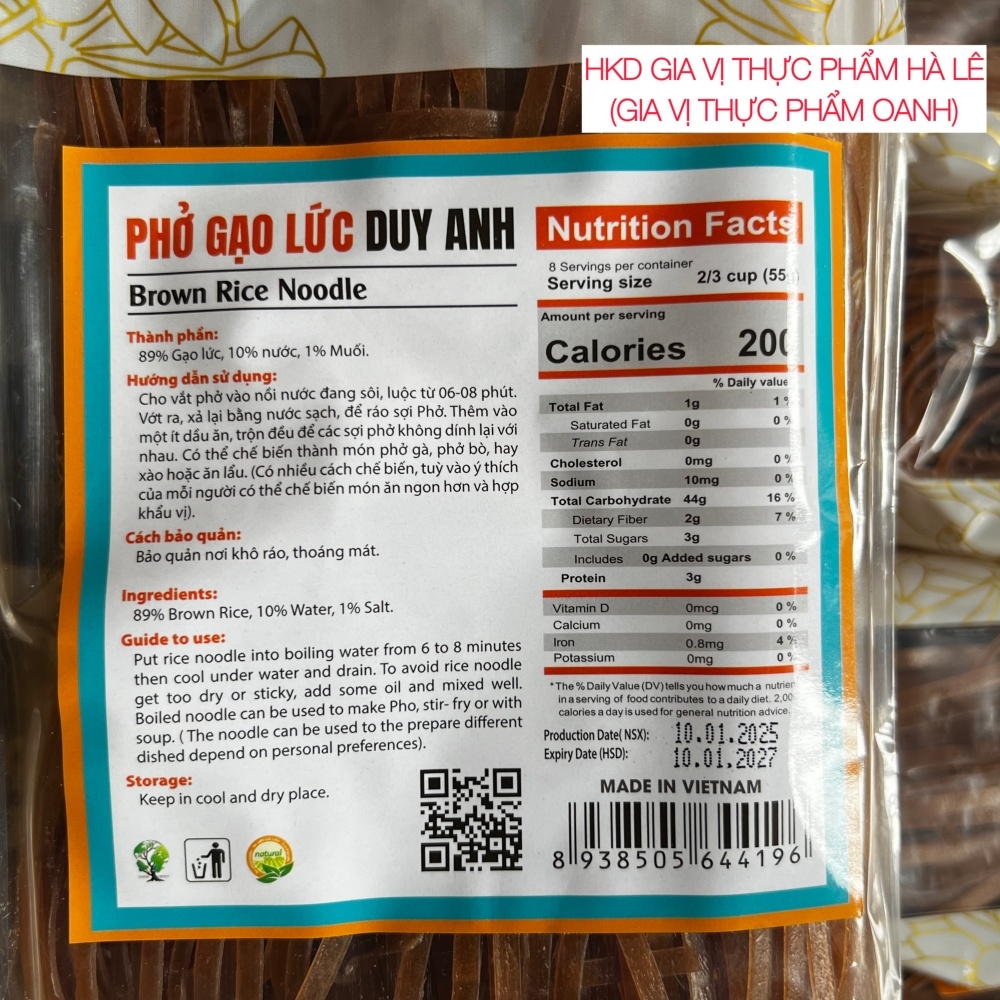 HKD GIA VỊ THỰC PHẨM HÀ LÊ
(GIA VỊ THỰC PHẨM OANH)
PHỞ GẠO LỨC DUY ANH
Brown Rice Noodle
Thành phần:
89% Gạo lức, 10% nước, 1% Muối.
Hướng dẫn sử dụng:
Cho vắt phở vào nồi nước đang sôi, luộc từ 06-08 phút.
Vớt ra, xả lại bằng nước sạch, để ráo sợi Phở. Thêm vào
một ít dầu ăn, trộn đều để các sợi phở không dính lại với
nhau. Có thể chế biến thành món phở gà, phở bò, hay
xào hoặc ăn lẩu. (Có nhiều cách chế biến, tuỳ vào ý thích
của mỗi người có thể chế biến món ăn ngon hơn và hợp
khẩu vị).
Cách bảo quản:
Bảo quản nơi khô ráo, thoáng mát.
Ingredients:
89% Brown Rice, 10% Water, 1% Salt.
Guide to use:
Put rice noodle into boiling water from 6 to 8 minutes
then cool under water and drain. To avoid rice noodle
get too dry or sticky, add some oil and mixed well.
Boiled noodle can be used to make Pho, stir- fry or with
soup. ( The noodle can be used to the prepare different
dished depend on personal preferences).
Storage:
Keep in cool and dry place.
natural
Nutrition Facts
8 Servings per container
Serving size 2/3 cup (55g)
Amount per serving
Calories 200
% Daily value
Total Fat 1g 1 %
Saturated Fat 0g 0 %
Trans Fat 0g
Cholesterol 0mg 0 %
Sodium 10mg 0 %
Total Carbohydrate 44g 16 %
Dietary Fiber 2g 7 %
Total Sugars 3g
Includes 0g Added sugars 0 %
Protein 3g
Vitamin D 0mcg 0 %
Calcium 0mg 0 %
Iron 0.8mg 4 %
Potassium 0mg 0 %
*The % Daily Value (DV) tells you how much a nutrien
in a serving of food contributes to a daily diet. 2,00
calories a day is used for general nutrition advice.
Production Date( NSX): 10.01.2025
Expiry Date (HSD): 10.01.2027
MADE IN VIETNAM
8 938505 644196